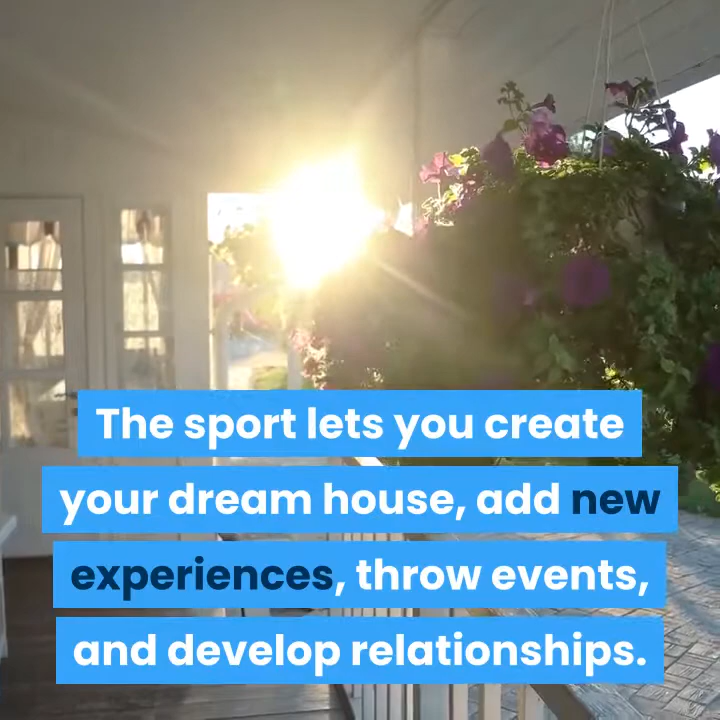 The sport lets you create
your dream house, add new
experiences, throw events,
and develop relationships.